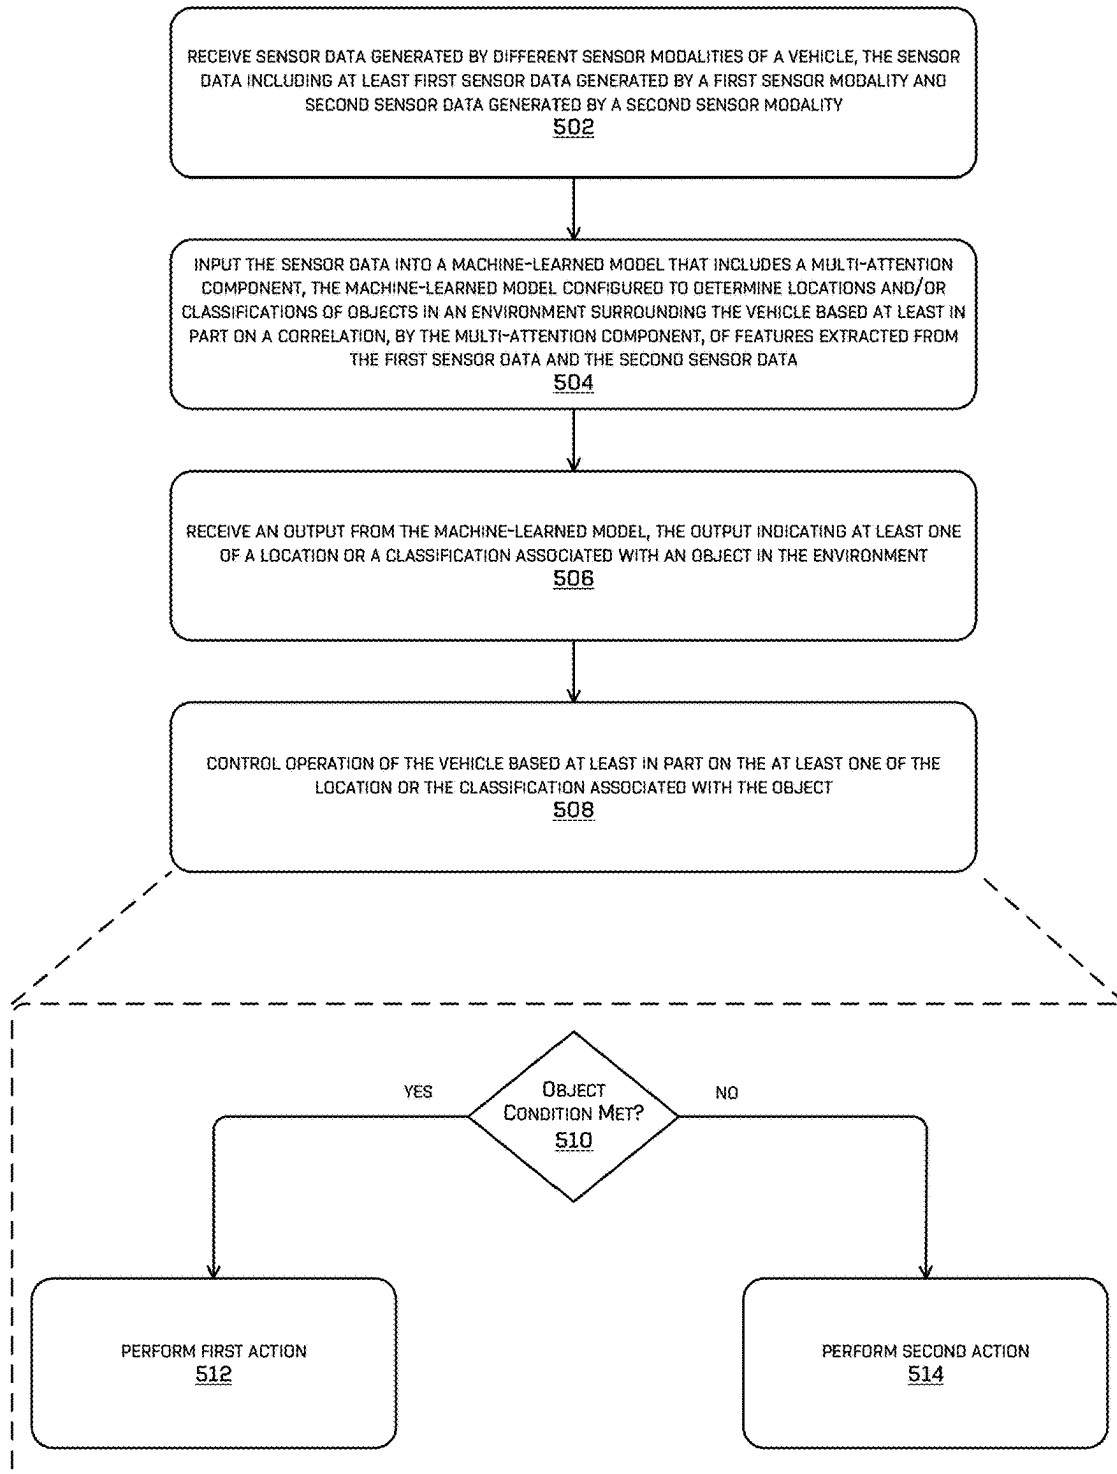 RECEIVE SENSOR DATA GENERATED BY DIFFERENT SENSOR MODALITIES OF A VEHICLE, THE SENSOR
DATA INCLUDING AT LEAST FIRST SENSOR DATA GENERATED BY A FIRST SENSOR MODALITY AND
SECOND SENSOR DATA GENERATED BY A SECOND SENSOR MODALITY
502
INPUT THE SENSOR DATA INTO A MACHINE-LEARNED MODEL THAT INCLUDES A MULTI-ATTENTION
COMPONENT, THE MACHINE-LEARNED MODEL CONFIGURED TO DETERMINE LOCATIONS AND/OR
CLASSIFICATIONS OF OBJECTS IN AN ENVIRONMENT SURROUNDING THE VEHICLE BASED AT LEAST IN
PART ON A CORRELATION, BY THE MULTI-ATTENTION COMPONENT, OF FEATURES EXTRACTED FROM
THE FIRST SENSOR DATA AND THE SECOND SENSOR DATA
504
RECEIVE AN OUTPUT FROM THE MACHINE-LEARNED MODEL, THE OUTPUT INDICATING AT LEAST ONE
OF A LOCATION OR A CLASSIFICATION ASSOCIATED WITH AN OBJECT IN THE ENVIRONMENT
506
CONTROL OPERATION OF THE VEHICLE BASED AT LEAST IN PART ON THE AT LEAST ONE OF THE
LOCATION OR THE CLASSIFICATION ASSOCIATED WITH THE OBJECT
508
OBJECT
CONDITION MET?
510
YES
NO
PERFORM FIRST ACTION
512
PERFORM SECOND ACTION
514